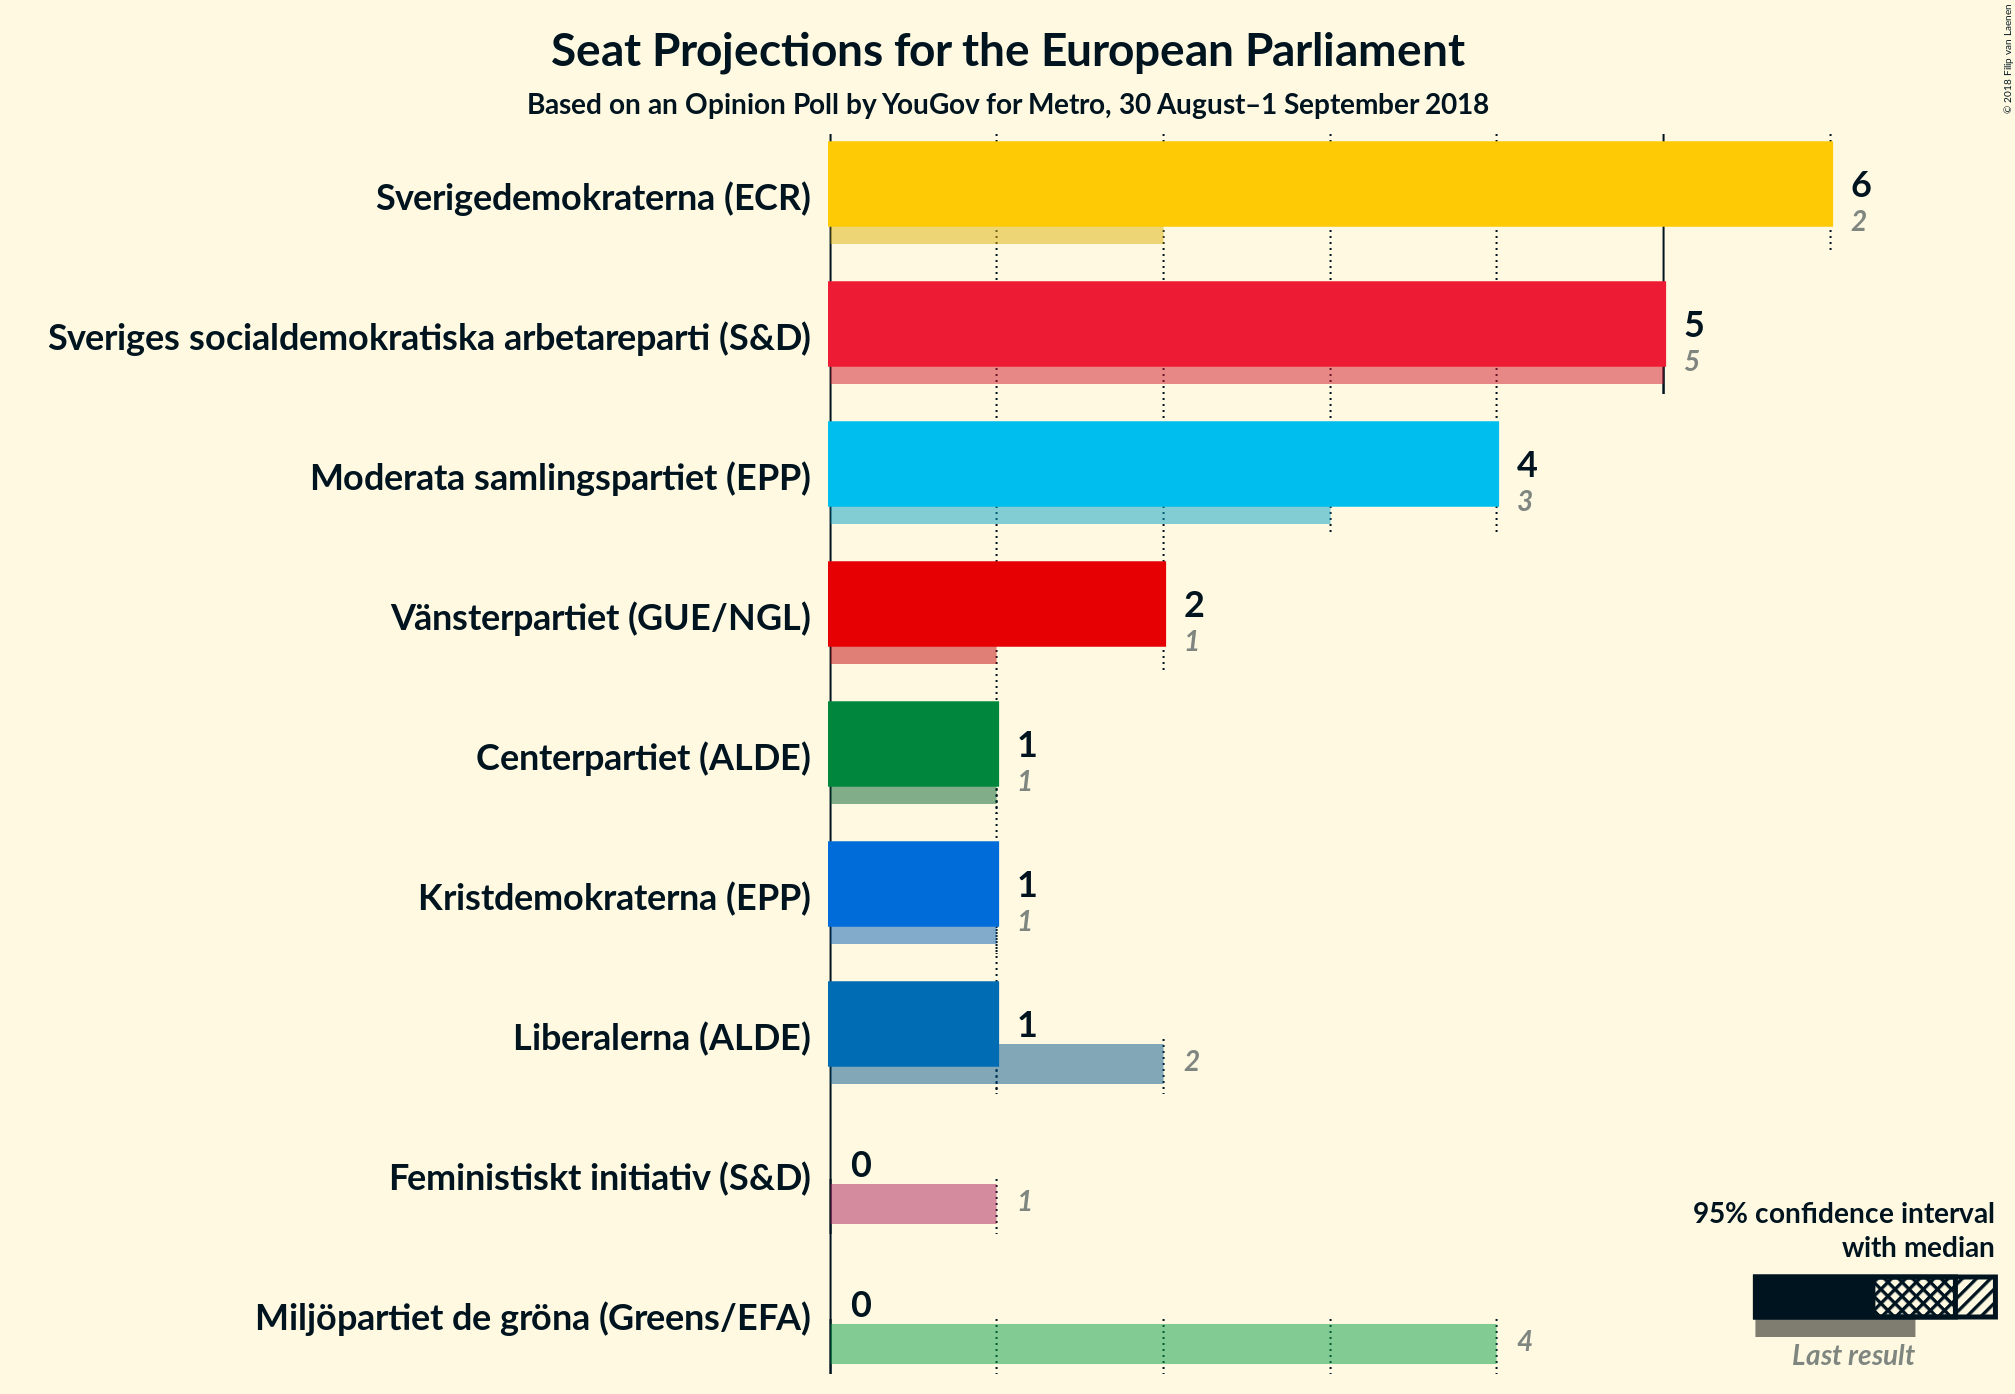 Seat Projections for the European Parliament
Based on an Opinion Poll by YouGov for Metro, 30 August–1 September 2018
© 2018 Filip van Laenen
Sverigedemokraterna (ECR)
6
2
Sveriges socialdemokratiska arbetareparti (S&D)
5
5
Moderata samlingspartiet (EPP)
4
3
Vänsterpartiet (GUE/NGL)
2
1
Centerpartiet (ALDE)
1
1
Kristdemokraterna (EPP)
1
1
Liberalerna (ALDE)
1
2
Feministiskt initiativ (S&D)
0
1
Miljöpartiet de gröna (Greens/EFA)
0
4
95% confidence interval
with median
Last result